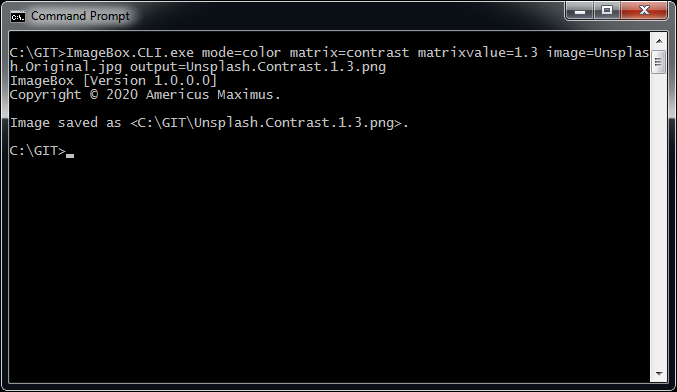 Command Prompt
C:\GIT>ImageBox.CLI.exe mode=color matrix=contrast matrixvalue=1.3 image=Unsplas
h.Original.jpg output=Unsplash.Contrast.1.3.png
ImageBox [Version 1.0.0.0]
Copyright © 2020 Americus Maximus.
Image saved as <C:\GIT\Unsplash.Contrast.1.3.png>.
C:\GIT>